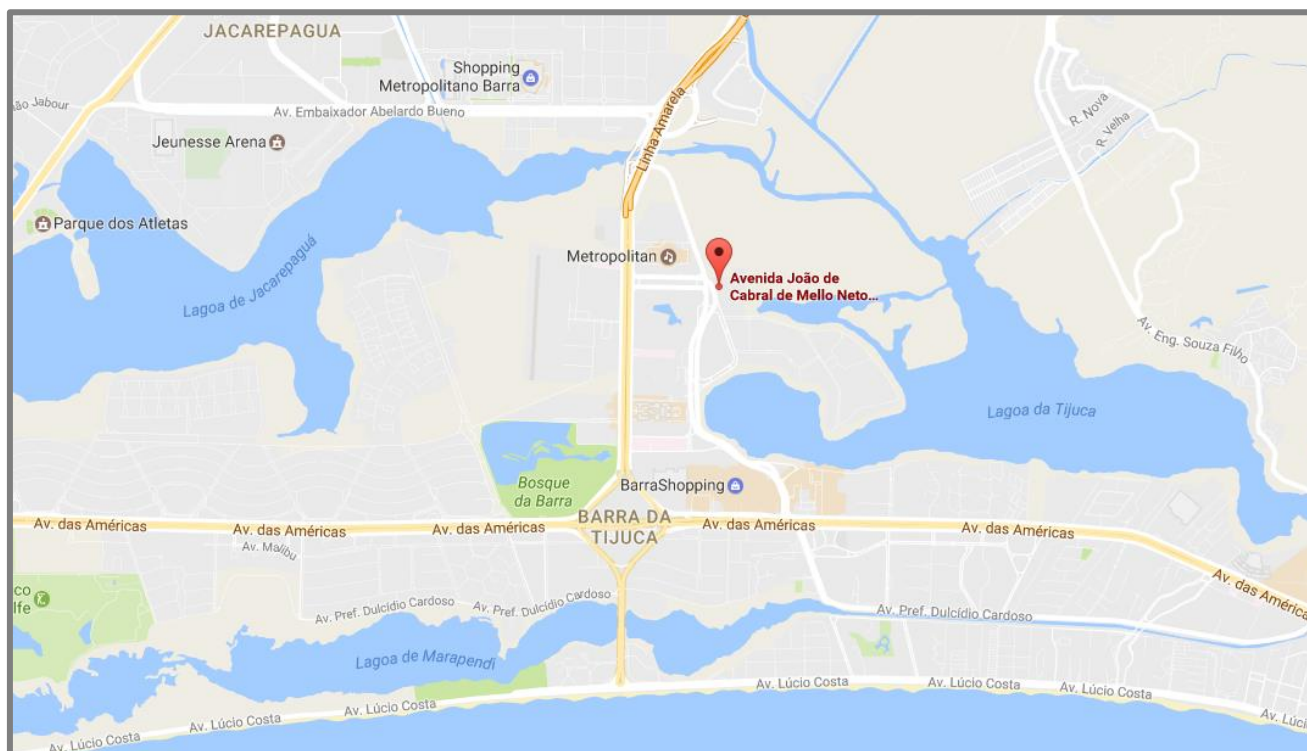 JACAREPAGUA
Shopping
Metropolitano Barra
Jabour
Av. Embaixador Abelardo Bueno
Linha Amarela
R. Nova
R. Velha
Jeunesse Arena
Parque dos Atletas
Metropolitan
Avenida João de
Cabral de Mello Neto...
Lagoa de Jacarepaguá
Av. Eng. Souza Filho
Lagoa da Tijuca
Bosque
da Barra
BarraShopping
BARRA DA
TIJUCA
Av. das Américas
Av. das Américas
Av. das Américas
Av. das Américas
Av. das Américas
Av. das América
Av. Malibu
Av. Pref. Dulcídio Cardoso
Av. Pref. Dulcídio Cardoso
Av. Pref. Dulcídio Cardoso
Lagoa de Marapendi
Av. Lúcio Costa
Av. Lúcio Costa
Av. Lúcio Costa
Av. Lúcio Costa
Av. Lúcio Costa
Av. Lúcio Costa
Av. Lúcio Costa
Av. Lúcio